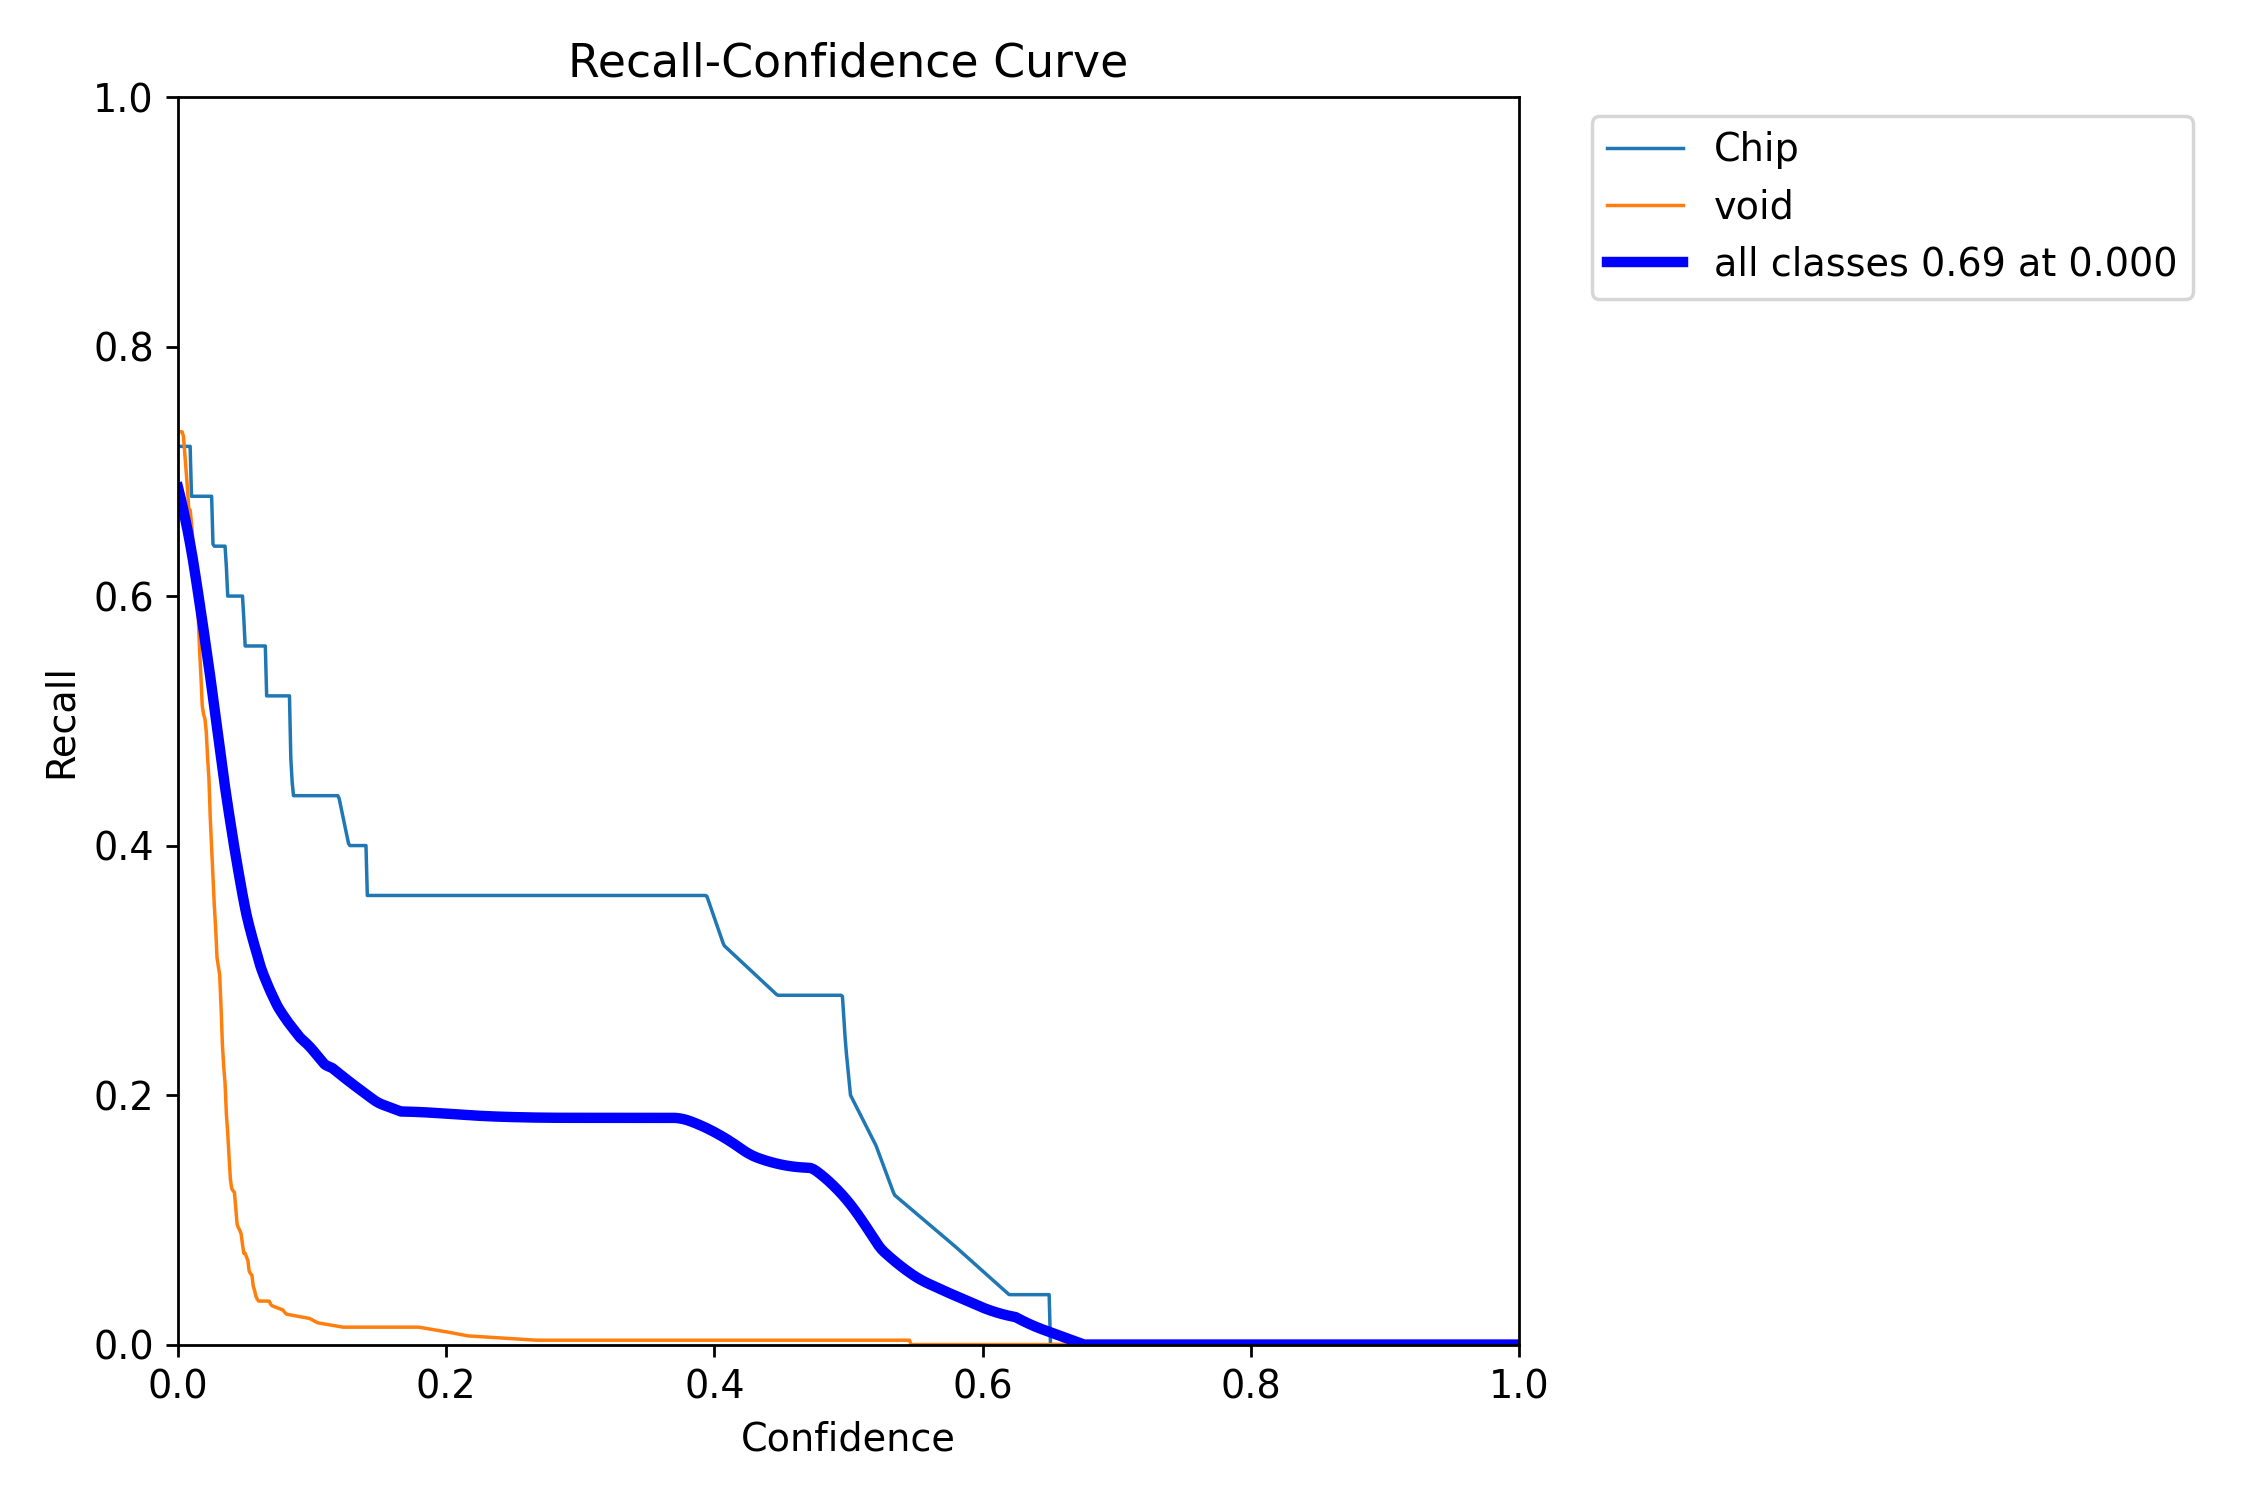 Recall-Confidence Curve
1.0
0.8
0.6
0.4
0.2
0.0
Recall
0.0 0.2 0.4 0.6 0.8 1.0
Confidence
Chip
void
all classes 0.69 at 0.000